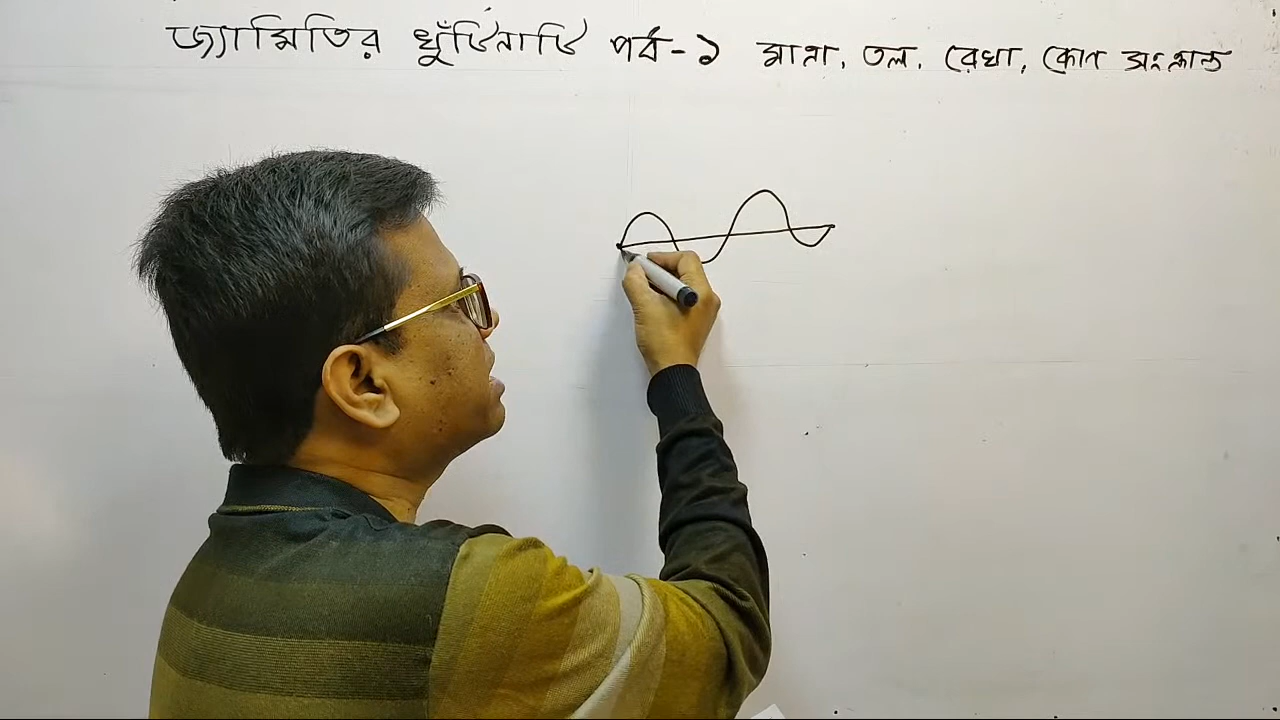 জ্যামিতির খুঁটিনাটি পর্ব-১ মাত্রা, তল, রেখা, কোণ সংক্রান্ত